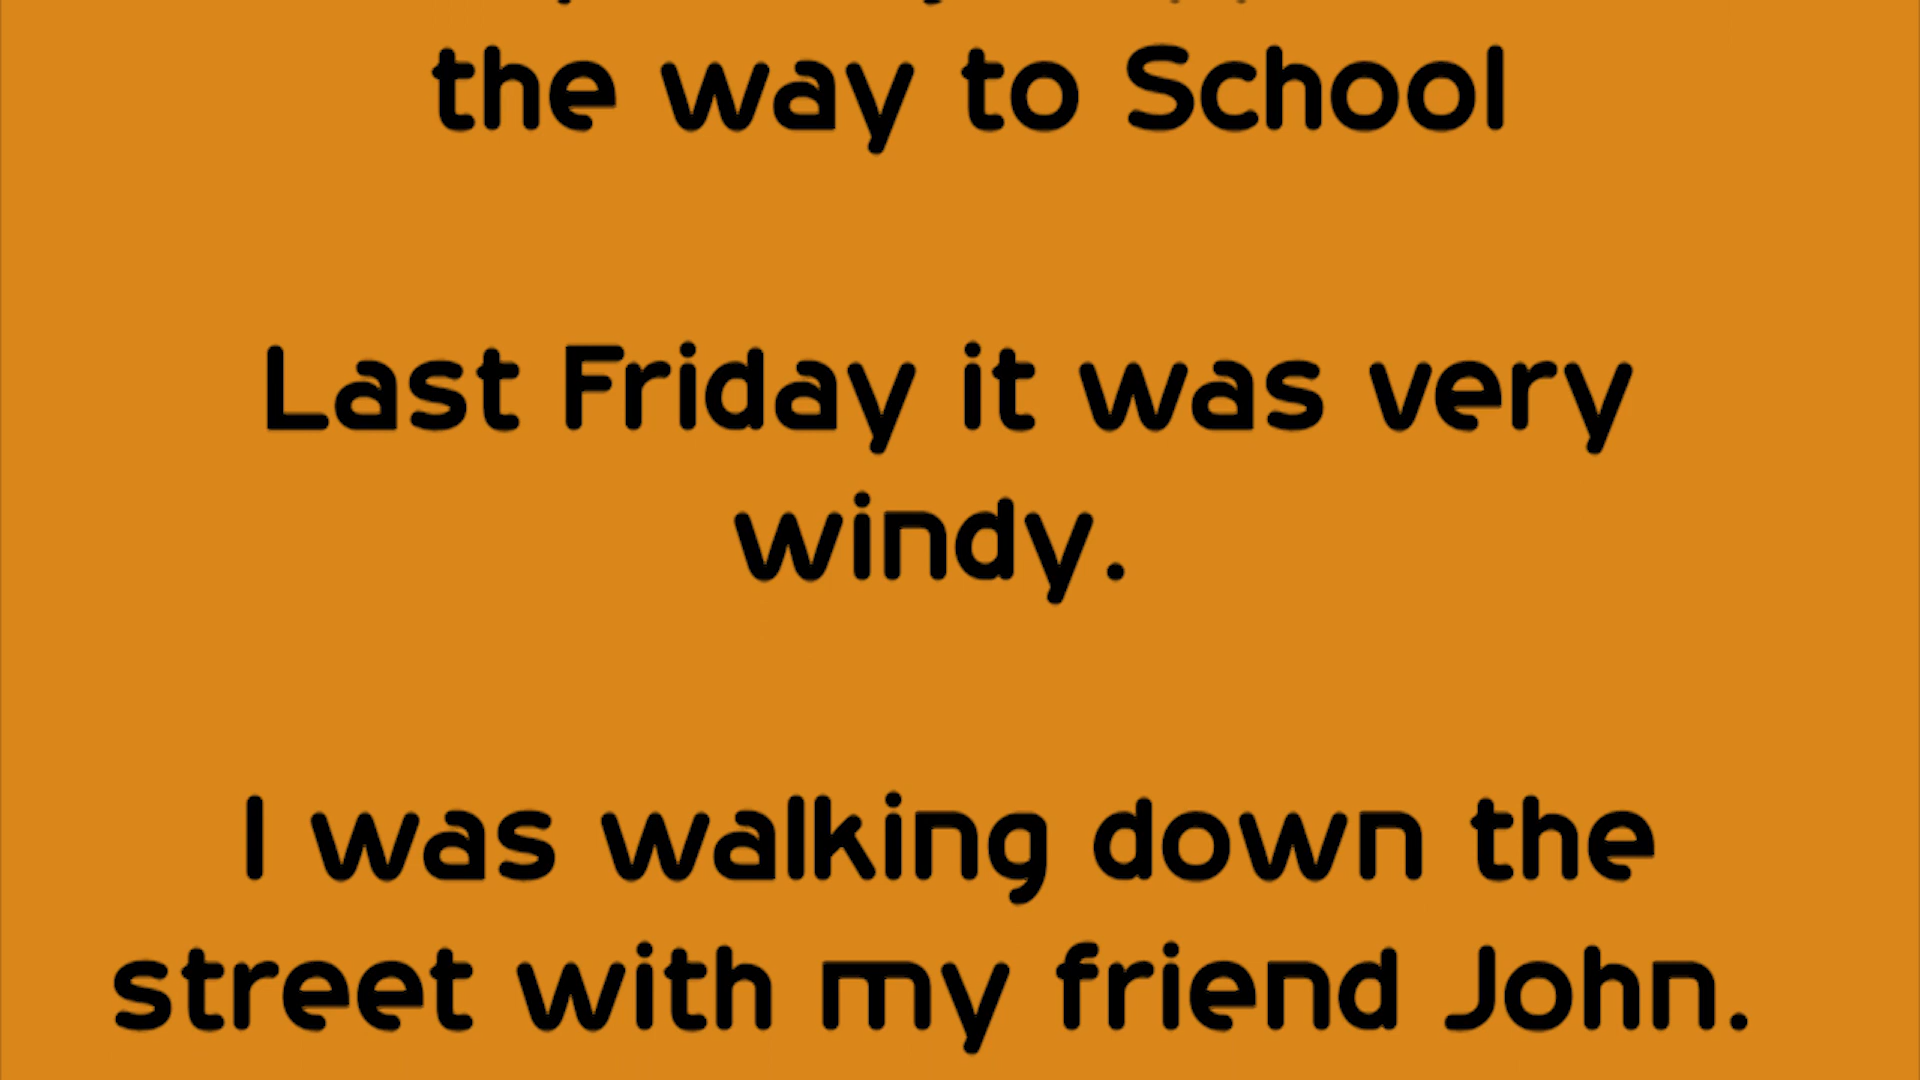 the way to School
Last Friday it was very
windy.
I was walking down the
street with my friend John.